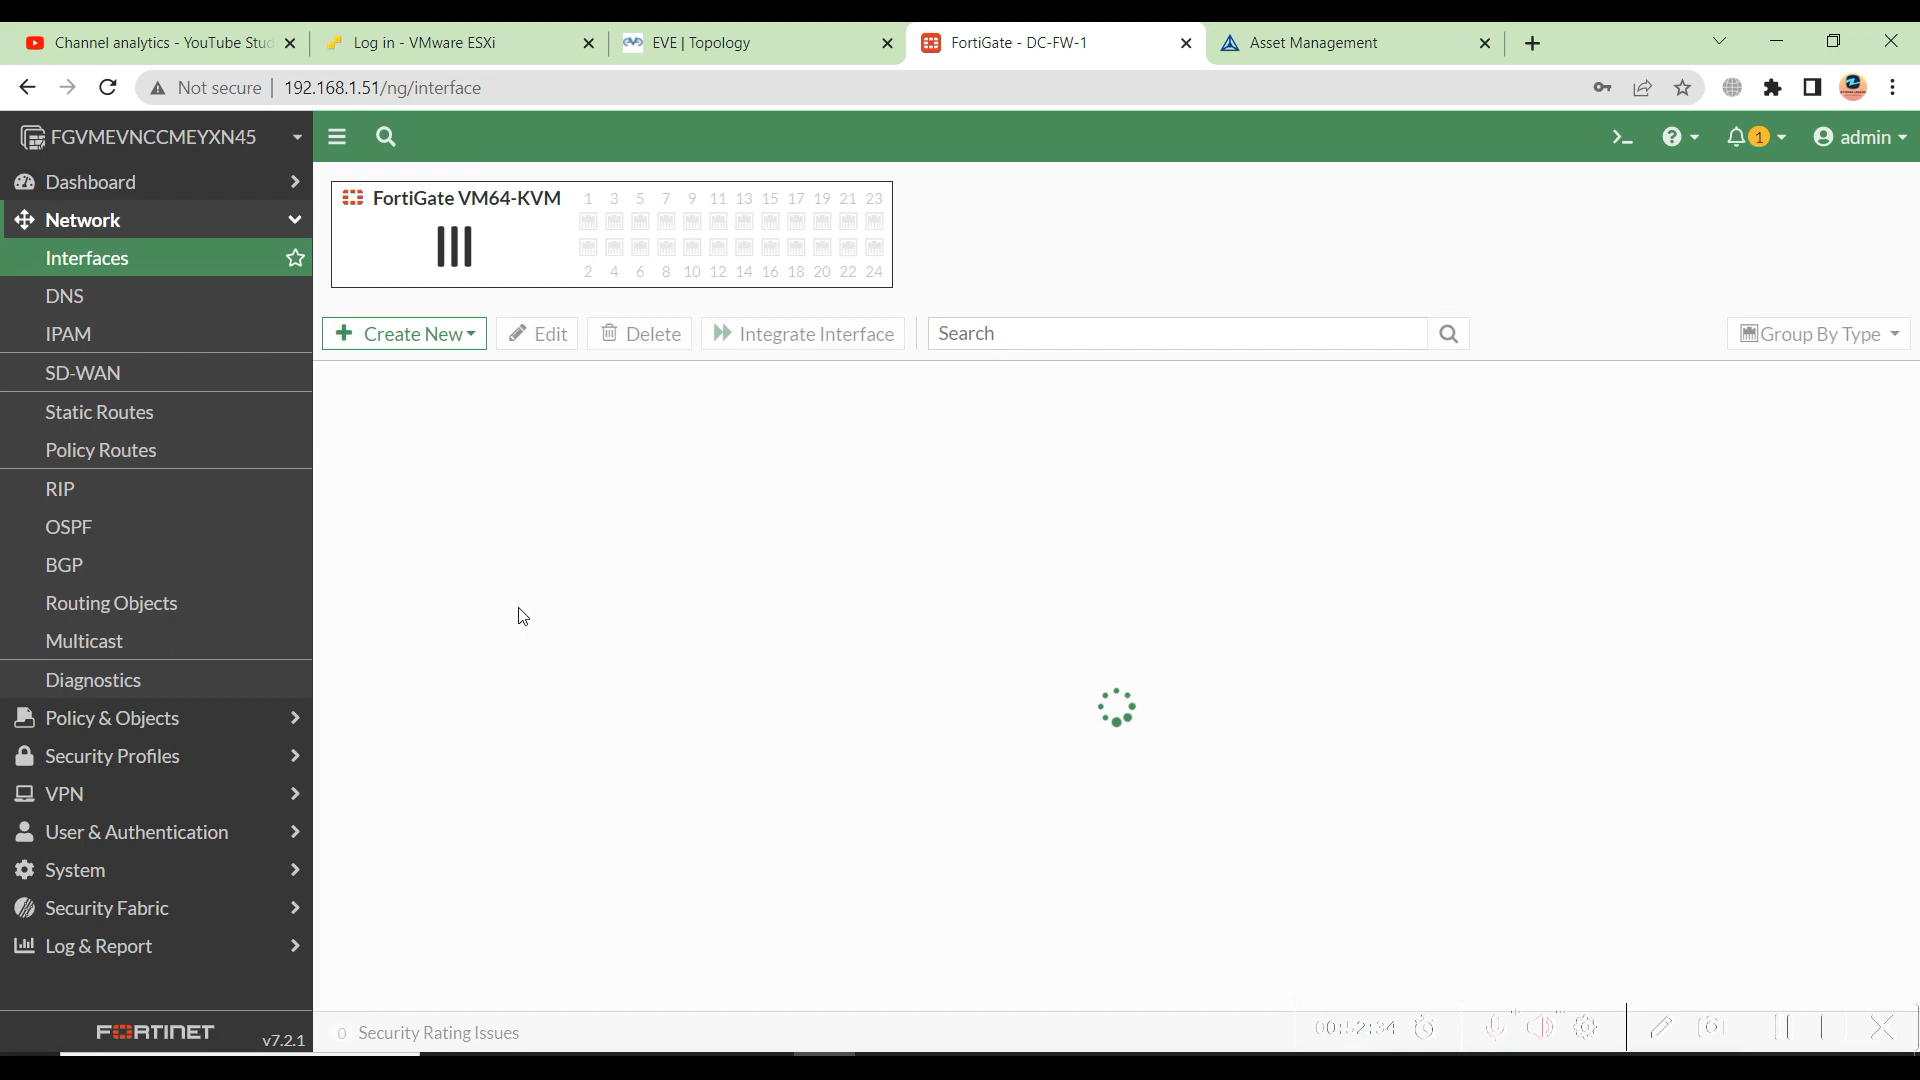 Channel analytics - YouTube Stud
Log in - VMware ESXi
EVE | Topology
FortiGate - DC-FW-1
Asset Management
Not secure
192.168.1.51/ng/interface
FGVMEVNCCMEYXN45
1
admin
Dashboard
Network
Interfaces
DNS
IPAM
SD-WAN
Static Routes
Policy Routes
RIP
OSPF
BGP
Routing Objects
Multicast
Diagnostics
Policy & Objects
Security Profiles
VPN
User & Authentication
System
Security Fabric
Log & Report
FORTINET
v7.2.1
FortiGate VM64-KVM
1 3 5 7 9 11 13 15 17 19 21 23
2 4 6 8 10 12 14 16 18 20 22 24
Create New
Edit
Delete
Integrate Interface
Search
Group By Type
0 Security Rating Issues
00:52:34